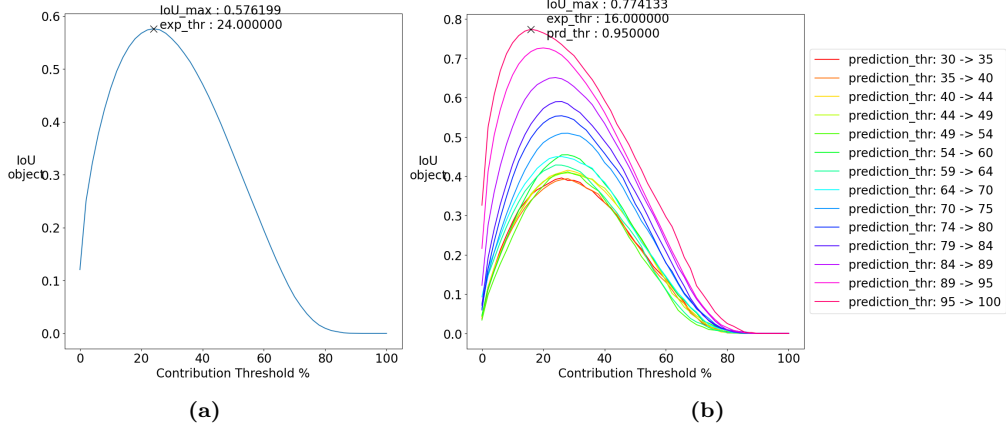 IoU_max : 0.576199
exp_thr : 24.000000
0.6
0.5
0.4
IoU
object
0.3
0.2
0.1
0.0
0 20 40 60 80 100
Contribution Threshold %
(a)
IoU_max : 0.774133
exp_thr : 16.000000
prd_thr : 0.950000
0.8
0.7
0.6
0.5
IoU
object
0.4
0.3
0.2
0.1
0.0
0 20 40 60 80 100
Contribution Threshold %
(b)
prediction_thr: 30 -> 35
prediction_thr: 35 -> 40
prediction_thr: 40 -> 44
prediction_thr: 44 -> 49
prediction_thr: 49 -> 54
prediction_thr: 54 -> 60
prediction_thr: 59 -> 64
prediction_thr: 64 -> 70
prediction_thr: 70 -> 75
prediction_thr: 74 -> 80
prediction_thr: 79 -> 84
prediction_thr: 84 -> 89
prediction_thr: 89 -> 95
prediction_thr: 95 -> 100